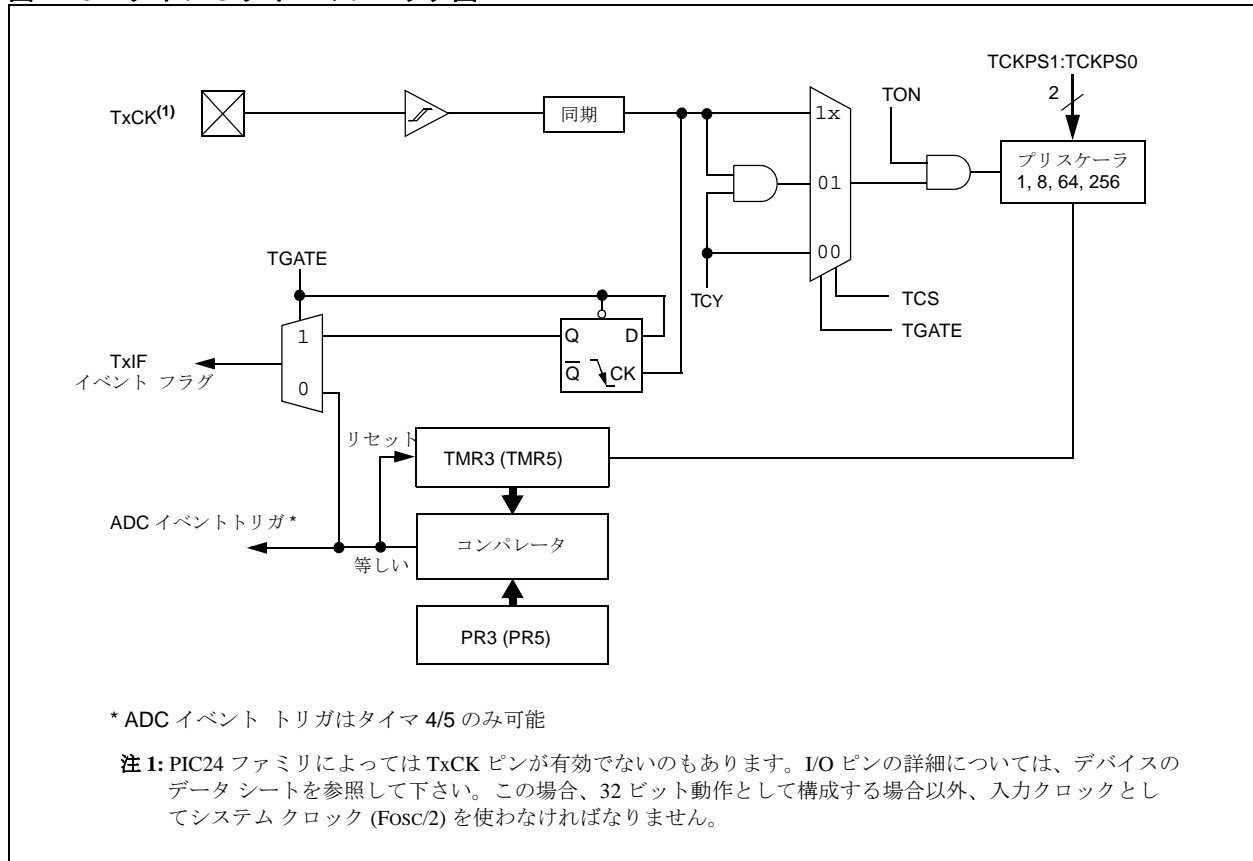 TCKPS1:TCKPS0
2
TON
TxCK(1)
同期
1x
プリスケーラ
1, 8, 64, 256
01
00
TGATE
TCY
TCS
TGATE
1
Q
D
TxIF
イベント フラグ
Q
CK
0
リセット
TMR3 (TMR5)
ADC イベントトリガ *
コンパレータ
等しい
PR3 (PR5)
* ADC イベント トリガはタイマ 4/5 のみ可能
注 1: PIC24 ファミリによっては TxCK ピンが有効でないのもあります。I/O ピンの詳細については、デバイスの
データ シートを参照して下さい。この場合、32 ビット動作として構成する場合以外、入力クロックとし
てシステム クロック (FOSC/2) を使わなければなりません。